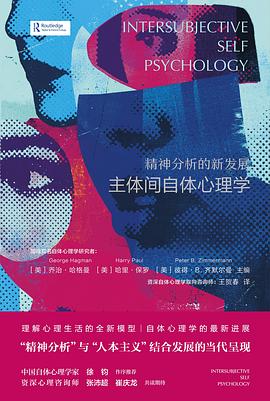 Routledge
Taylor & Francis Group
INTERSUBJECTIVE
SELF
PSYCHOLOGY
精神分析的新发展
主体间自体心理学
国际知名自体心理学研究者:
George Hagman Harry Paul Peter B. Zimmermann
[美] 乔治·哈格曼 [美] 哈里·保罗 [美] 彼得·B. 齐默尔曼 主编
资深自体心理学取向咨询师: 王贺春 译
理解心理生活的全新模型|自体心理学的最新进展
“精神分析”与“人本主义”结合发展的当代呈现
中国自体心理学家 徐钧 作序推荐
资深心理咨询师 张沛超 崔庆龙 共读期待
INTERSUBJECTIVE
SELF
PSYCHOLOGY